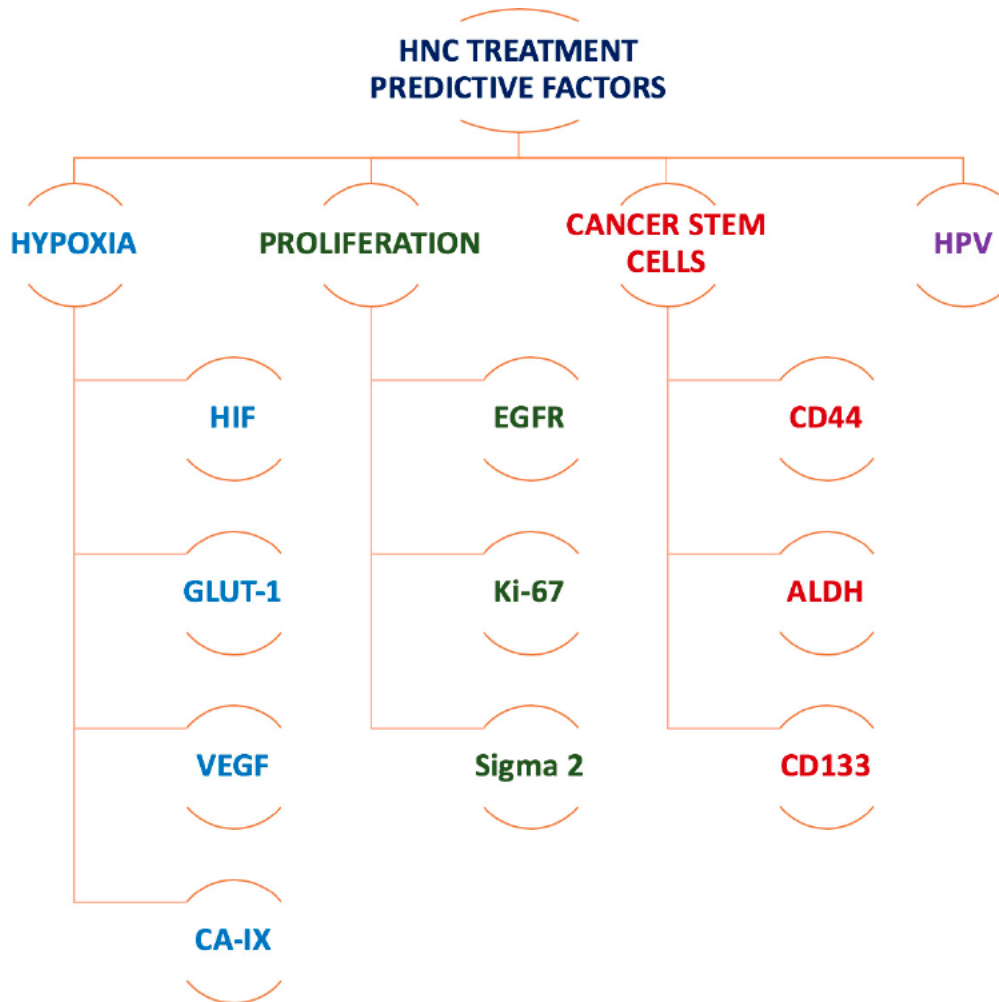 HNC TREATMENT
PREDICTIVE FACTORS
HYPOXIA
PROLIFERATION
CANCER STEM
CELLS
HPV
HIF
EGFR
CD44
GLUT-1
Ki-67
ALDH
VEGF
Sigma 2
CD133
CA-IX